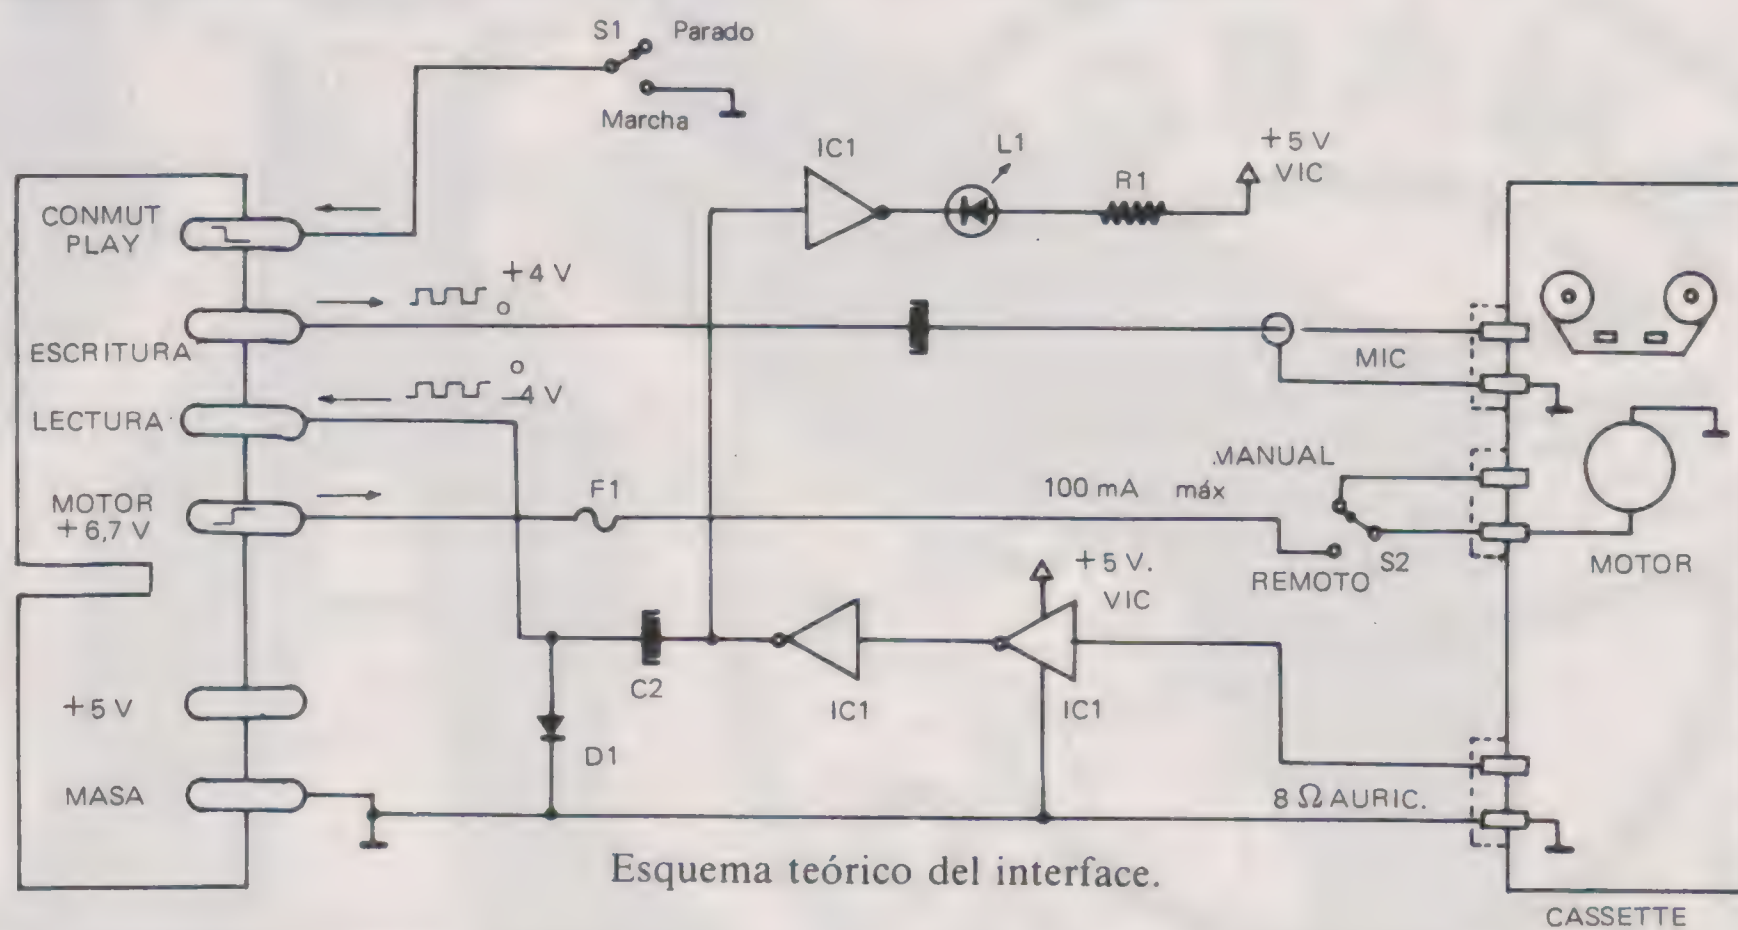 S1 Parado
Marcha
IC1
L1
R1
+5 V
VIC
CONMUT
PLAY
+4 V
o
ESCRITURA
o
-4 V
LECTURA
MIC
MOTOR
+6,7 V
F1
100 mA máx
MANUAL
S2
REMOTO
MOTOR
+5 V.
VIC
C2
IC1
IC1
+5 V
D1
MASA
8 Ω AURIC.
Esquema teórico del interface.
CASSETTE